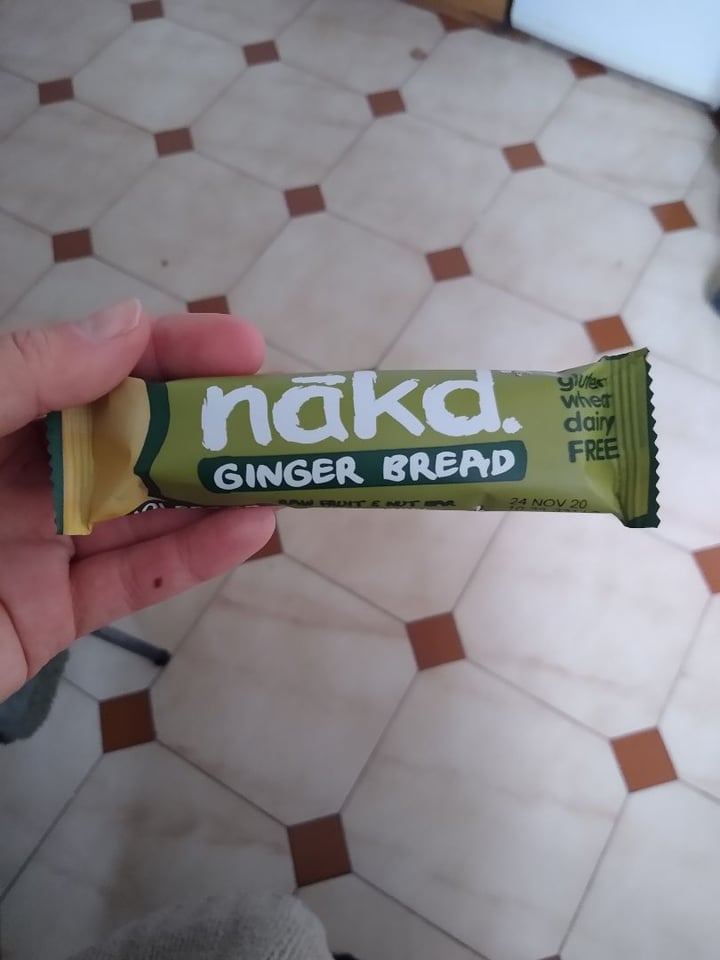 nākd.
GINGER BREAD
RAW FRUIT & NUT BAR
gluten
wheat
dairy
FREE
24 NOV 20